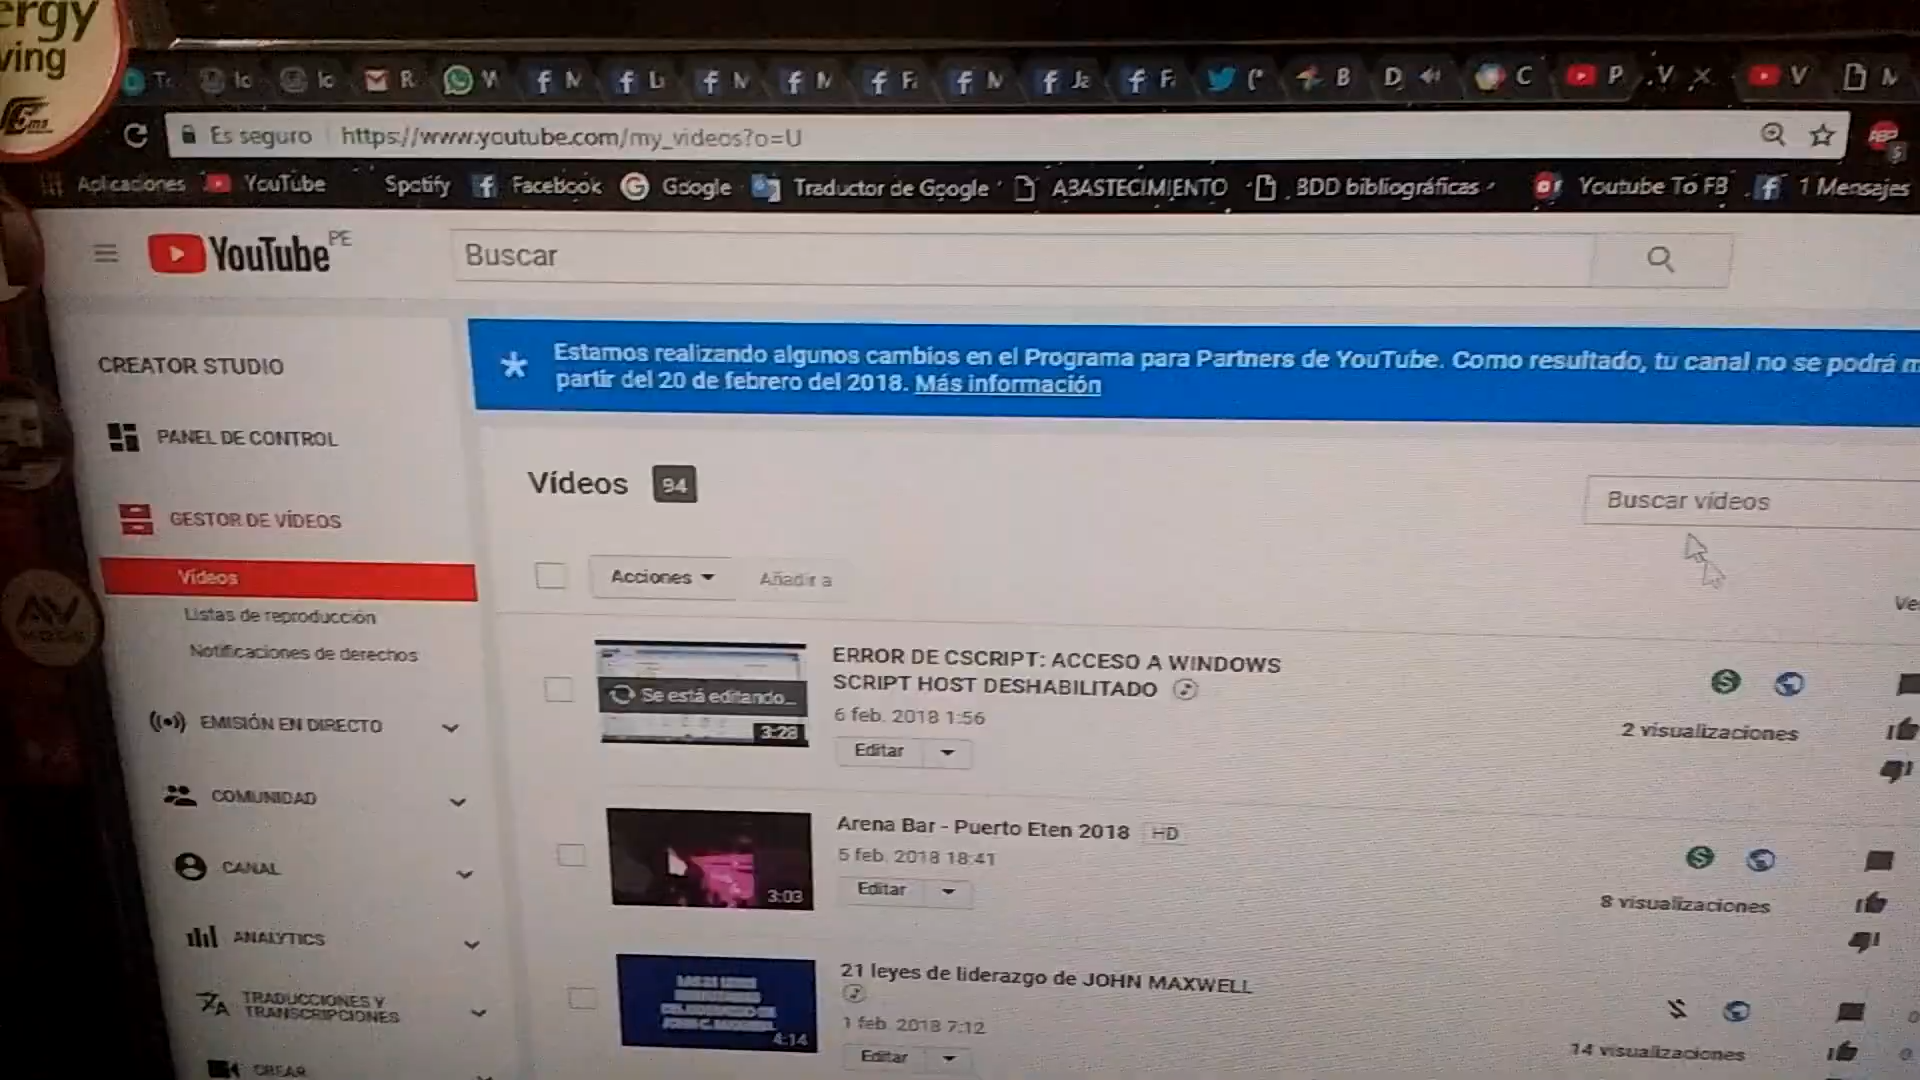 ergy
ving
R
W
f M
f Li
f M
f M
f F
f M
f Ja
f F
B
D
C
P
V
V
M
Es seguro https://www.youtube.com/my_videos?o=U
ABP
Aplicaciones YouTube Spotify Facebook Google Traductor de Google ABASTECIMIENTO BDD bibliográficas Youtube To FB 1 Mensajes
YouTube PE
Buscar
CREATOR STUDIO
PANEL DE CONTROL
GESTOR DE VÍDEOS
Vídeos
Listas de reproducción
Notificaciones de derechos
EMISIÓN EN DIRECTO
COMUNIDAD
CANAL
ANALYTICS
TRADUCCIONES Y
TRANSCRIPCIONES
CREAR
Estamos realizando algunos cambios en el Programa para Partners de YouTube. Como resultado, tu canal no se podrá m
partir del 20 de febrero del 2018. Más información
Vídeos 94
Buscar vídeos
Acciones Añadir a
Ve
Se está editando...
3:28
ERROR DE CSCRIPT: ACCESO A WINDOWS
SCRIPT HOST DESHABILITADO
6 feb. 2018 1:56
Editar
2 visualizaciones
3:03
Arena Bar - Puerto Eten 2018 HD
5 feb. 2018 18:41
Editar
8 visualizaciones
4:14
21 leyes de liderazgo de JOHN MAXWELL
1 feb. 2018 7:12
Editar
14 visualizaciones